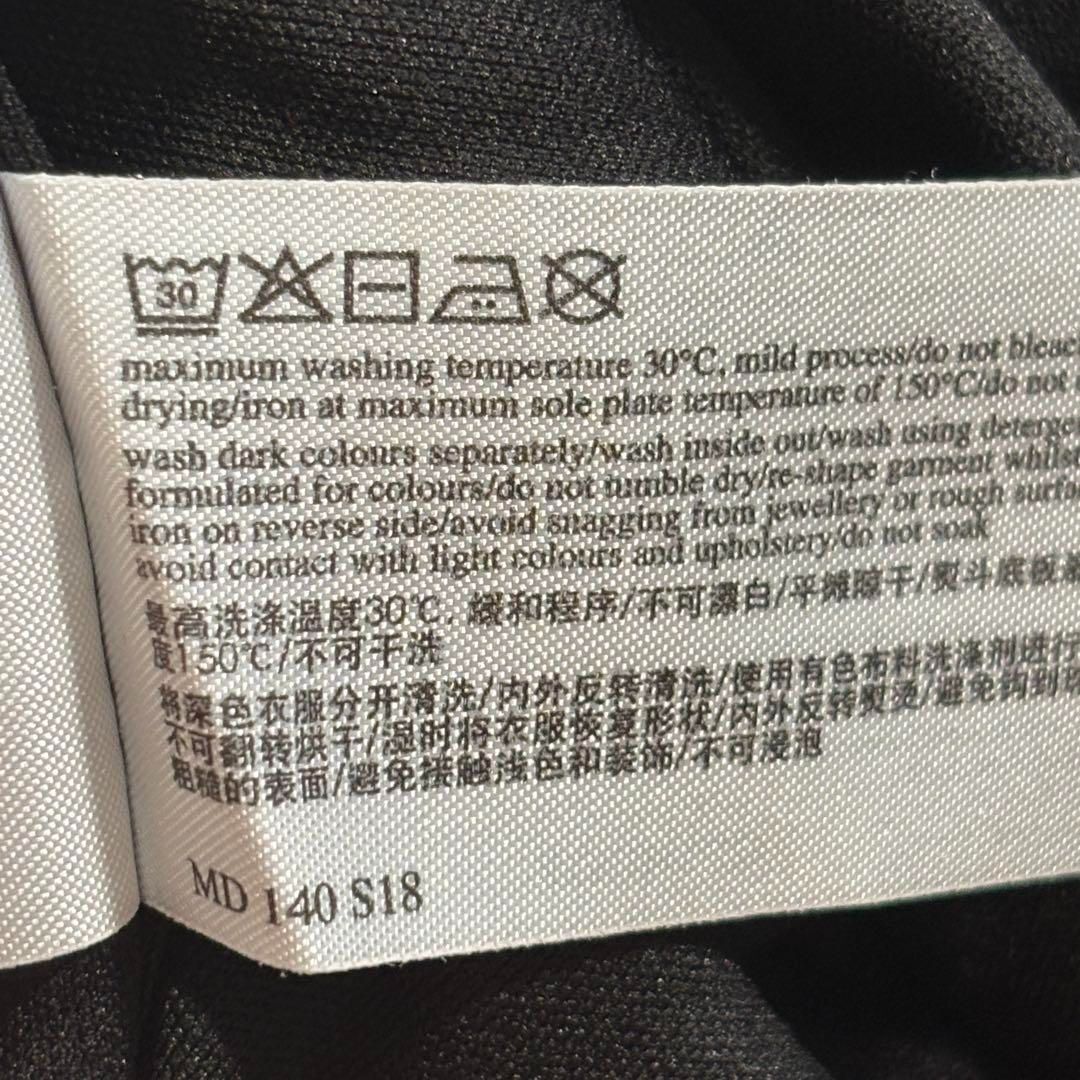 30
maximum washing temperature 30°C, mild process/do not bleac
drying/iron at maximum sole plate temperature of 150°C/do not
wash dark colours separately/wash inside out/wash using deterge
formulated for colours/do not tumble dry/re-shape garment whils
iron on reverse side/avoid snagging from jewellery or rough surfa
avoid contact with light colours and upholstery/do not soak
最高洗涤温度30℃, 缓和程序/不可漂白/平摊晾干/熨斗底板最
度150℃/不可干洗
将深色衣服分开清洗/内外反转清洗/使用有色布料洗涤剂进行
不可翻转烘干/湿时将衣服恢复形状/内外反转熨烫/避免钩到
粗糙的表面/避免接触浅色和装饰/不可浸泡
MD 140 S18